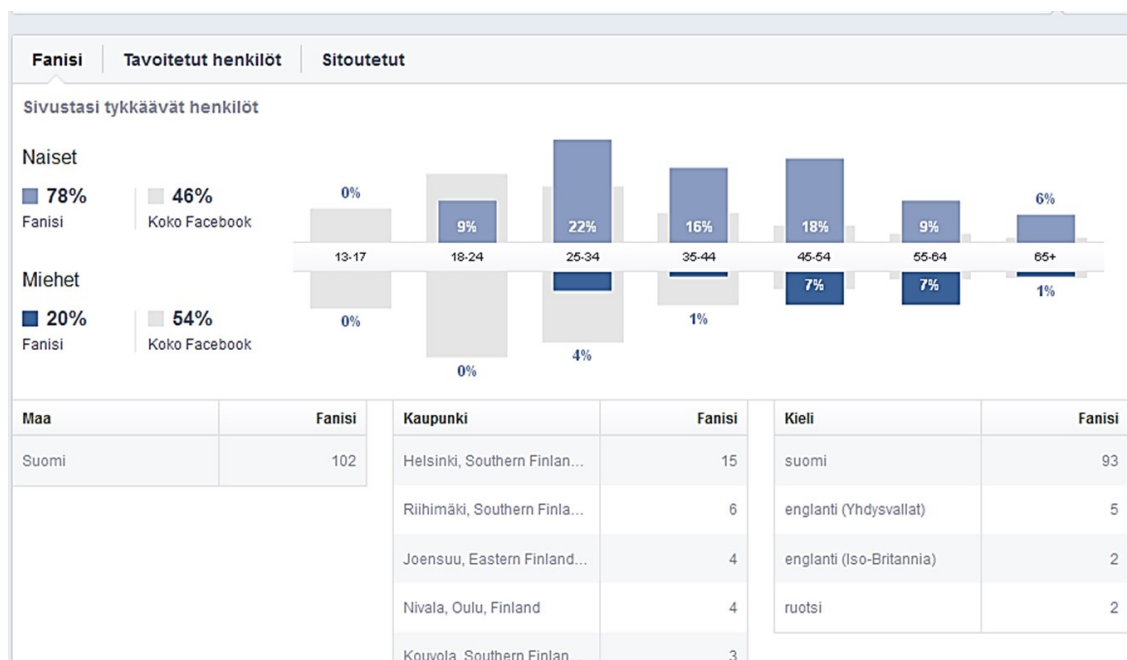 Fanisi Tavoitetut henkilöt Sitoutetut
Sivustasi tykkäävät henkilöt
Naiset
78% 46%
Fanisi Koko Facebook
0% 9% 22% 16% 18% 9% 6%
13-17 18-24 25-34 35-44 45-54 55-64 65+
Miehet
20% 54%
Fanisi Koko Facebook
0% 0% 4% 1% 7% 7% 1%
Maa Fanisi
Suomi 102
Kaupunki Fanisi
Helsinki, Southern Finlan... 15
Riihimäki, Southern Finla... 6
Joensuu, Eastern Finland... 4
Nivala, Oulu, Finland 4
Kouvola, Southern Finlan... 3
Kieli Fanisi
suomi 93
englanti (Yhdysvallat) 5
englanti (Iso-Britannia) 2
ruotsi 2